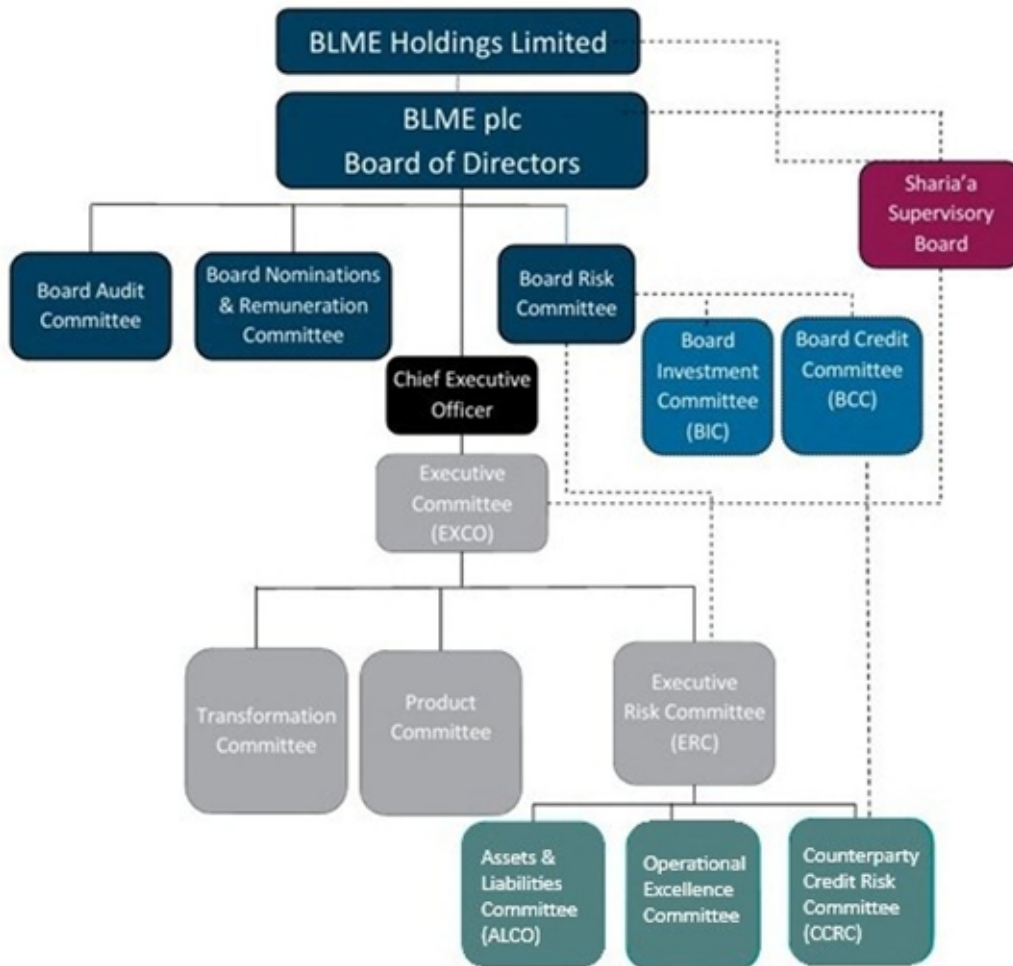 BLME Holdings Limited
BLME plc
Board of Directors
Sharia'a
Supervisory
Board
Board Audit
Committee
Board Nominations
& Remuneration
Committee
Board Risk
Committee
Board
Investment
Committee
(BIC)
Board Credit
Committee
(BCC)
Chief Executive
Officer
Executive
Committee
(EXCO)
Transformation
Committee
Product
Committee
Executive
Risk Committee
(ERC)
Assets &
Liabilities
Committee
(ALCO)
Operational
Excellence
Committee
Counterparty
Credit Risk
Committee
(CCRC)